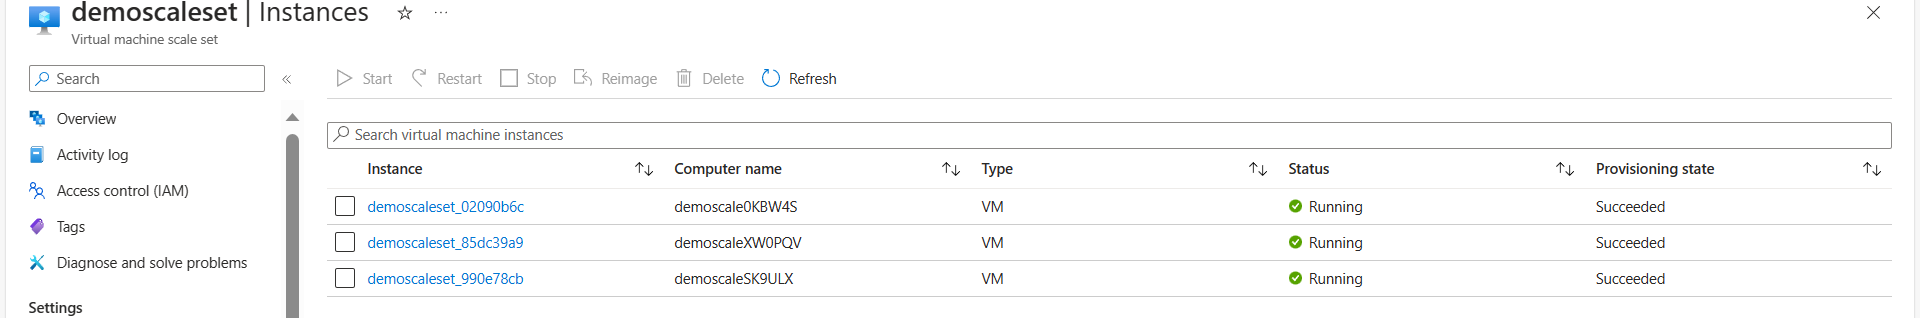 demoscaleset | Instances
Virtual machine scale set
Search
Start Restart Stop Reimage Delete Refresh
Overview
Activity log
Access control (IAM)
Tags
Diagnose and solve problems
Settings
Search virtual machine instances
Instance Computer name Type Status Provisioning state
demoscaleset_02090b6c demoscale0KBW4S VM Running Succeeded
demoscaleset_85dc39a9 demoscaleXW0PQV VM Running Succeeded
demoscaleset_990e78cb demoscaleSK9ULX VM Running Succeeded